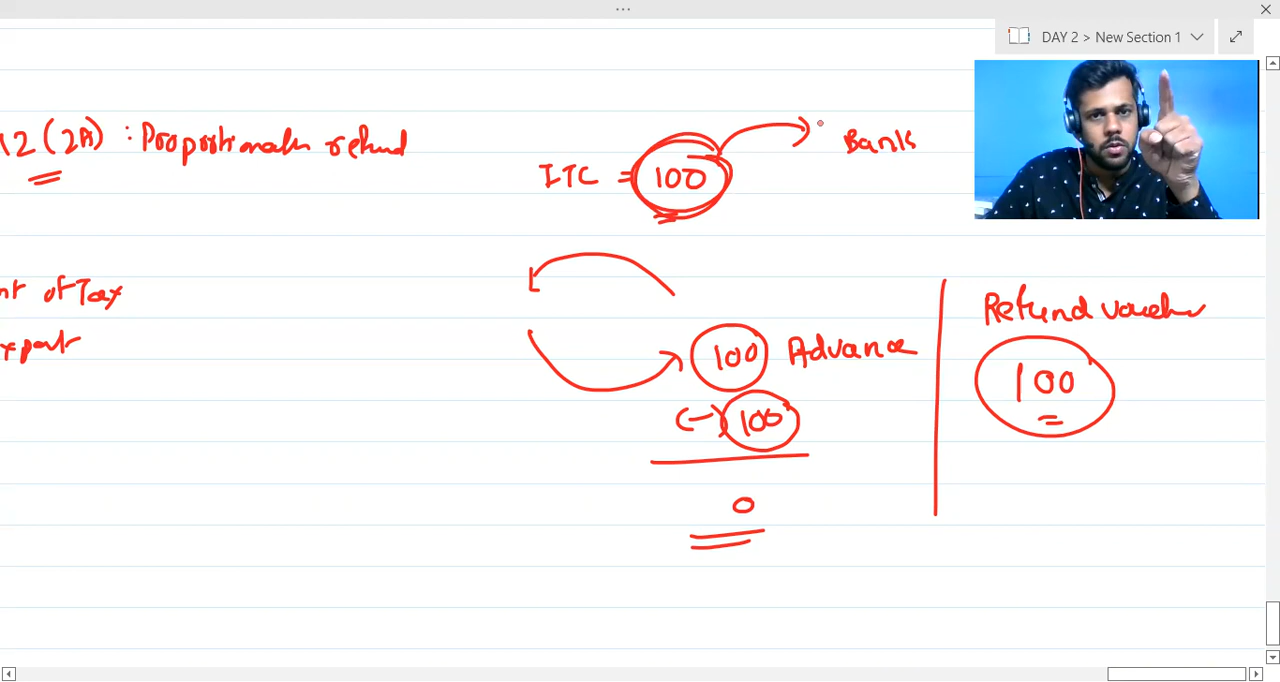 DAY 2 > New Section 1
12 (2A) : Proportionate refund
ITC = 100
Bank
nt of Tax
xport
100 Advance
(-) 100
0
Refund voucher
100